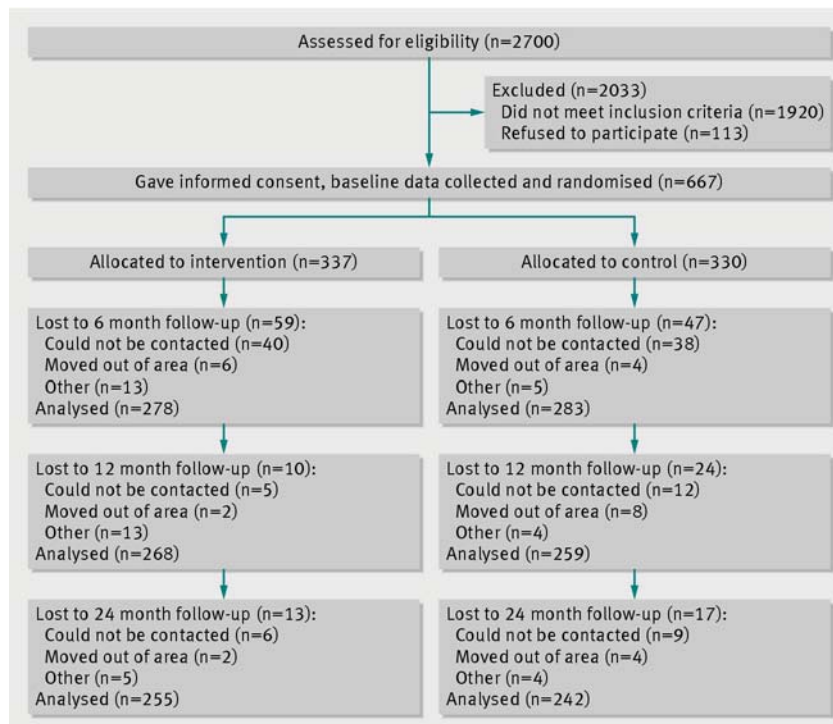 Assessed for eligibility (n=2700)
Excluded (n=2033)
Did not meet inclusion criteria (n=1920)
Refused to participate (n=113)
Gave informed consent, baseline data collected and randomised (n=667)
Allocated to intervention (n=337)
Allocated to control (n=330)
Lost to 6 month follow-up (n=59):
Could not be contacted (n=40)
Moved out of area (n=6)
Other (n=13)
Analysed (n=278)
Lost to 6 month follow-up (n=47):
Could not be contacted (n=38)
Moved out of area (n=4)
Other (n=5)
Analysed (n=283)
Lost to 12 month follow-up (n=10):
Could not be contacted (n=5)
Moved out of area (n=2)
Other (n=13)
Analysed (n=268)
Lost to 12 month follow-up (n=24):
Could not be contacted (n=12)
Moved out of area (n=8)
Other (n=4)
Analysed (n=259)
Lost to 24 month follow-up (n=13):
Could not be contacted (n=6)
Moved out of area (n=2)
Other (n=5)
Analysed (n=255)
Lost to 24 month follow-up (n=17):
Could not be contacted (n=9)
Moved out of area (n=4)
Other (n=4)
Analysed (n=242)